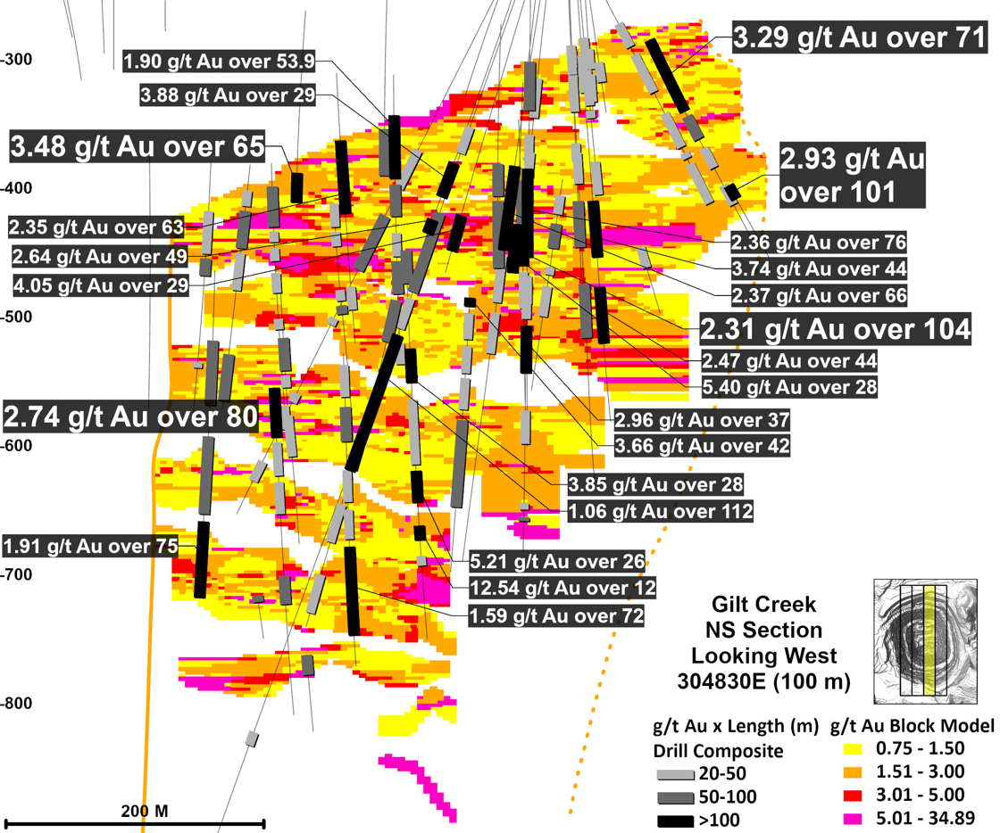 -300
-400
-500
-600
-700
-800
1.90 g/t Au over 53.9
3.88 g/t Au over 29
3.48 g/t Au over 65
2.35 g/t Au over 63
2.64 g/t Au over 49
4.05 g/t Au over 29
2.74 g/t Au over 80
1.91 g/t Au over 75
3.29 g/t Au over 71
2.93 g/t Au
over 101
2.36 g/t Au over 76
3.74 g/t Au over 44
2.37 g/t Au over 66
2.31 g/t Au over 104
2.47 g/t Au over 44
5.40 g/t Au over 28
2.96 g/t Au over 37
3.66 g/t Au over 42
3.85 g/t Au over 28
1.06 g/t Au over 112
5.21 g/t Au over 26
12.54 g/t Au over 12
1.59 g/t Au over 72
Gilt Creek
NS Section
Looking West
304830E (100 m)
g/t Au x Length (m)
Drill Composite
20-50
50-100
>100
g/t Au Block Model
0.75 - 1.50
1.51 - 3.00
3.01 - 5.00
5.01 - 34.89
200 M